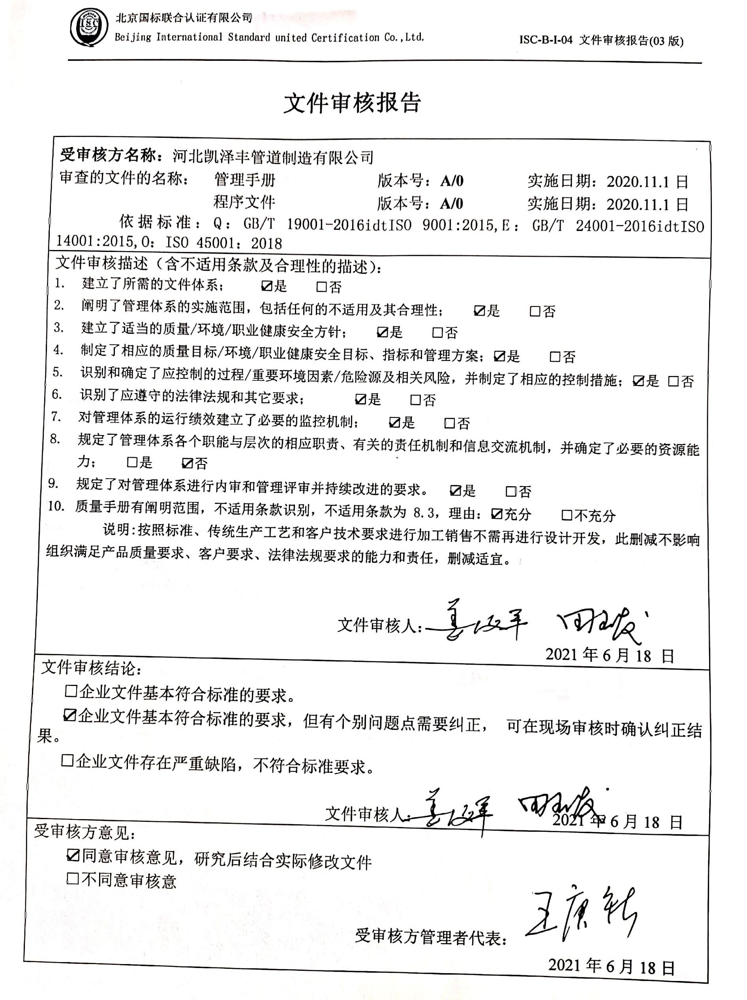 ISC
北京国标联合认证有限公司
Beijing International Standard united Certification Co.,Ltd.
ISC-B-I-04 文件审核报告(03 版)
文件审核报告
受审核方名称：河北凯泽丰管道制造有限公司
审查的文件的名称： 管理手册 版本号：A/0 实施日期：2020.11.1 日
程序文件 版本号：A/0 实施日期：2020.11.1 日
依据标准：Q：GB/T 19001-2016idtISO 9001:2015,E：GB/T 24001-2016idtISO
14001:2015,O：ISO 45001：2018
文件审核描述（含不适用条款及合理性的描述）：
1. 建立了所需的文件体系； ☑是 □否
2. 阐明了管理体系的实施范围，包括任何的不适用及其合理性； ☑是 □否
3. 建立了适当的质量/环境/职业健康安全方针； ☑是 □否
4. 制定了相应的质量目标/环境/职业健康安全目标、指标和管理方案；☑是 □否
5. 识别和确定了应控制的过程/重要环境因素/危险源及相关风险，并制定了相应的控制措施；☑是 □否
6. 识别了应遵守的法律法规和其它要求； ☑是 □否
7. 对管理体系的运行绩效建立了必要的监控机制； ☑是 □否
8. 规定了管理体系各个职能与层次的相应职责、有关的责任机制和信息交流机制，并确定了必要的资源能
力； □是 ☑否
9. 规定了对管理体系进行内审和管理评审并持续改进的要求。 ☑是 □否
10. 质量手册有阐明范围，不适用条款识别，不适用条款为 8.3，理由：☑充分 □不充分
说明:按照标准、传统生产工艺和客户技术要求进行加工销售不需再进行设计开发，此删减不影响
组织满足产品质量要求、客户要求、法律法规要求的能力和责任，删减适宜。
文件审核人:
2021 年 6 月 18 日
文件审核结论：
□企业文件基本符合标准的要求。
☑企业文件基本符合标准的要求，但有个别问题点需要纠正， 可在现场审核时确认纠正结
果。
□企业文件存在严重缺陷，不符合标准要求。
文件审核人:
2021 年 6 月 18 日
受审核方意见：
☑同意审核意见，研究后结合实际修改文件
□不同意审核意
受审核方管理者代表：
2021 年 6 月 18 日